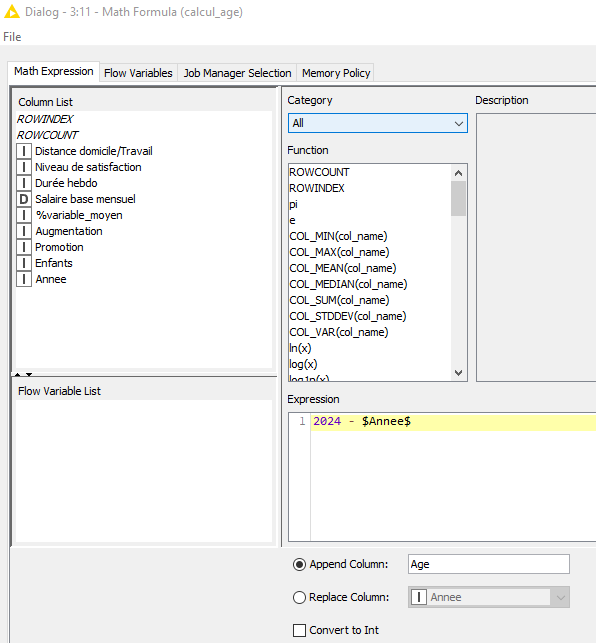 Dialog - 3:11 - Math Formula (calcul_age)
File
Math Expression Flow Variables Job Manager Selection Memory Policy
Column List
ROWINDEX
ROWCOUNT
I Distance domicile/Travail
I Niveau de satisfaction
I Durée hebdo
D Salaire base mensuel
I %variable_moyen
I Augmentation
I Promotion
I Enfants
I Annee
Flow Variable List
Category
All
Function
ROWCOUNT
ROWINDEX
pi
e
COL_MIN(col_name)
COL_MAX(col_name)
COL_MEAN(col_name)
COL_MEDIAN(col_name)
COL_SUM(col_name)
COL_STDDEV(col_name)
COL_VAR(col_name)
ln(x)
log(x)
log1p(x)
Description
Expression
1 2024 - $Annee$
Append Column: Age
Replace Column: I Annee
Convert to Int